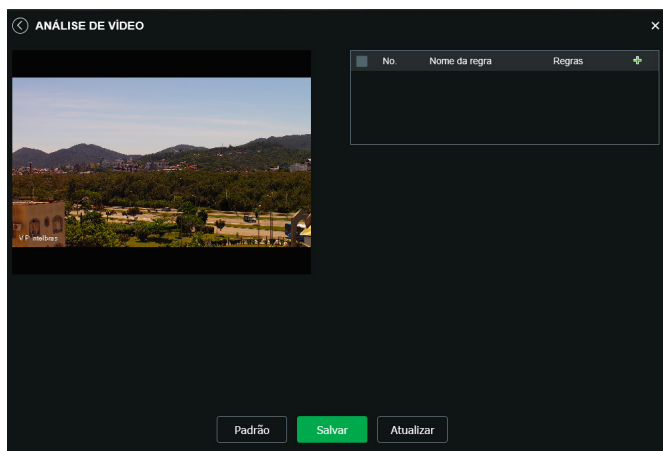 ANÁLISE DE VÍDEO
No. Nome da regra Regras
VIP Intelbras
Padrão Salvar Atualizar